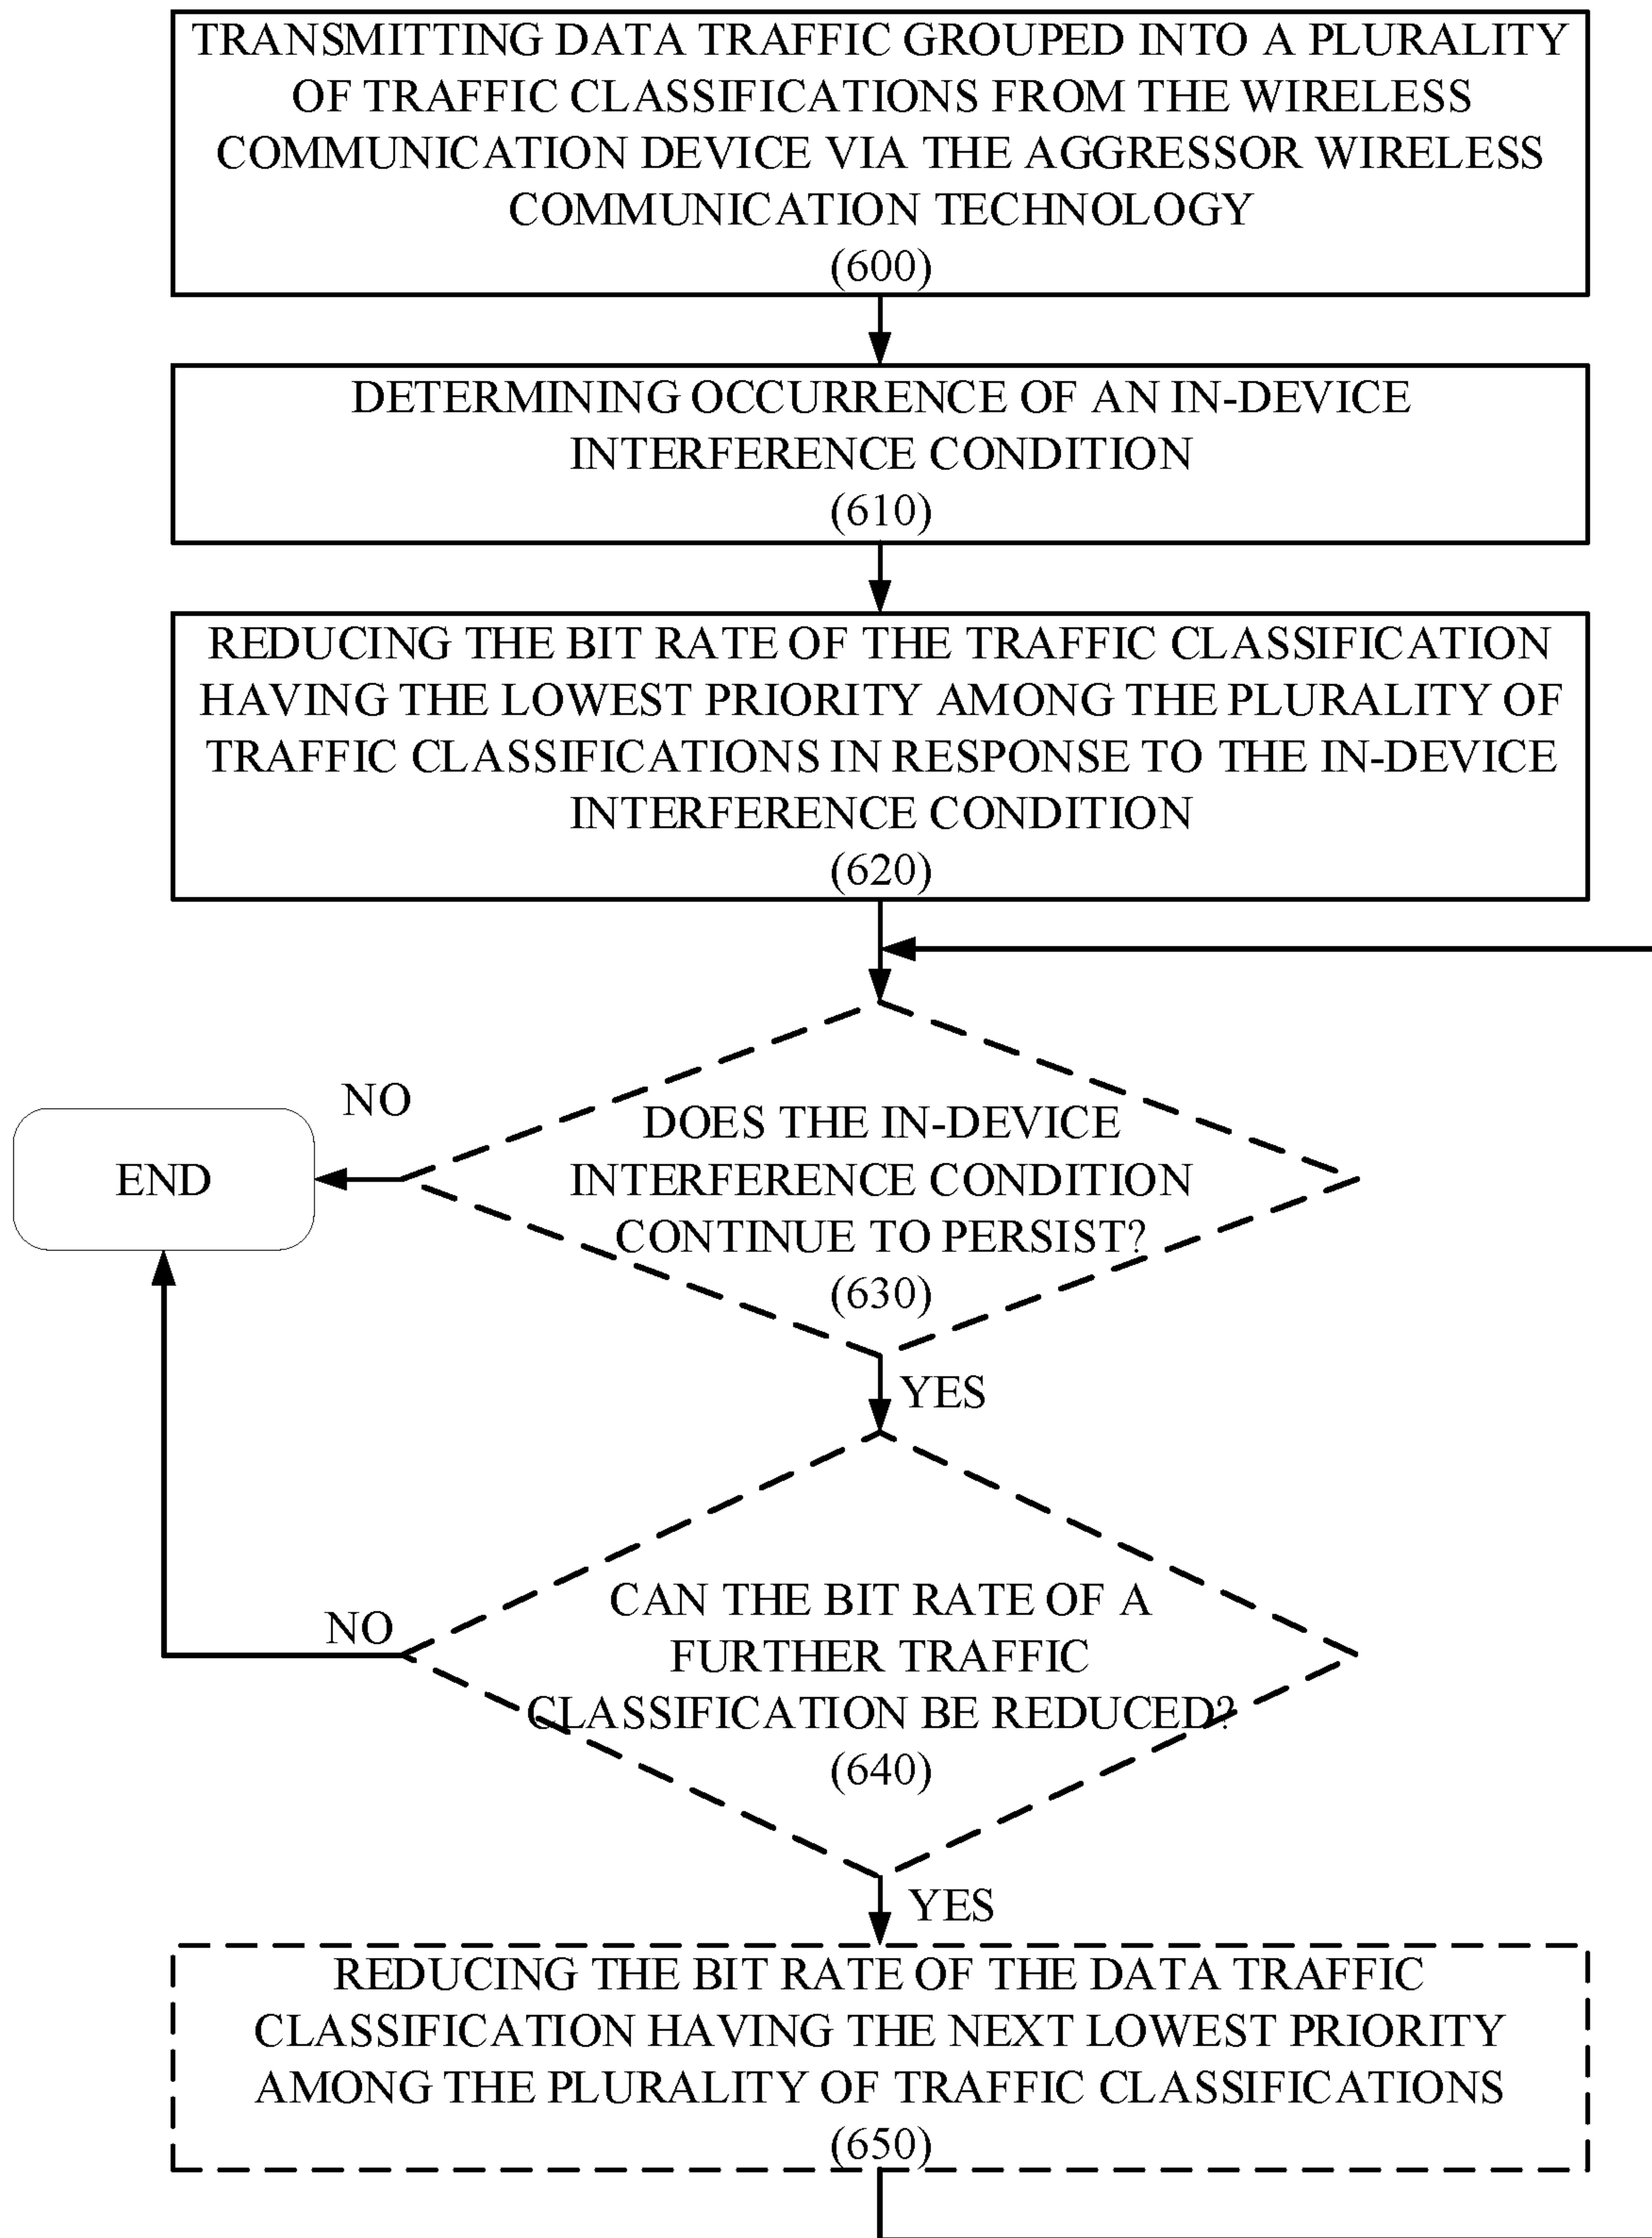 TRANSMITTING DATA TRAFFIC GROUPED INTO A PLURALITY
OF TRAFFIC CLASSIFICATIONS FROM THE WIRELESS
COMMUNICATION DEVICE VIA THE AGGRESSOR WIRELESS
COMMUNICATION TECHNOLOGY
(600)
DETERMINING OCCURRENCE OF AN IN-DEVICE
INTERFERENCE CONDITION
(610)
REDUCING THE BIT RATE OF THE TRAFFIC CLASSIFICATION
HAVING THE LOWEST PRIORITY AMONG THE PLURALITY OF
TRAFFIC CLASSIFICATIONS IN RESPONSE TO THE IN-DEVICE
INTERFERENCE CONDITION
(620)
NO
END
DOES THE IN-DEVICE
INTERFERENCE CONDITION
CONTINUE TO PERSIST?
(630)
YES
NO
CAN THE BIT RATE OF A
FURTHER TRAFFIC
CLASSIFICATION BE REDUCED?
(640)
YES
REDUCING THE BIT RATE OF THE DATA TRAFFIC
CLASSIFICATION HAVING THE NEXT LOWEST PRIORITY
AMONG THE PLURALITY OF TRAFFIC CLASSIFICATIONS
(650)